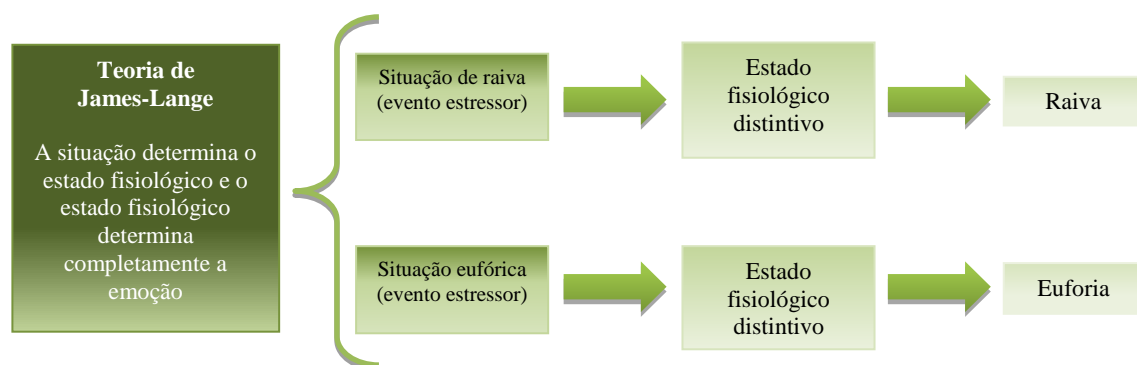 Teoria de
James-Lange
A situação determina o
estado fisiológico e o
estado fisiológico
determina
completamente a
emoção
Situação de raiva
(evento estressor)
Estado
fisiológico
distintivo
Raiva
Situação eufórica
(evento estressor)
Estado
fisiológico
distintivo
Euforia